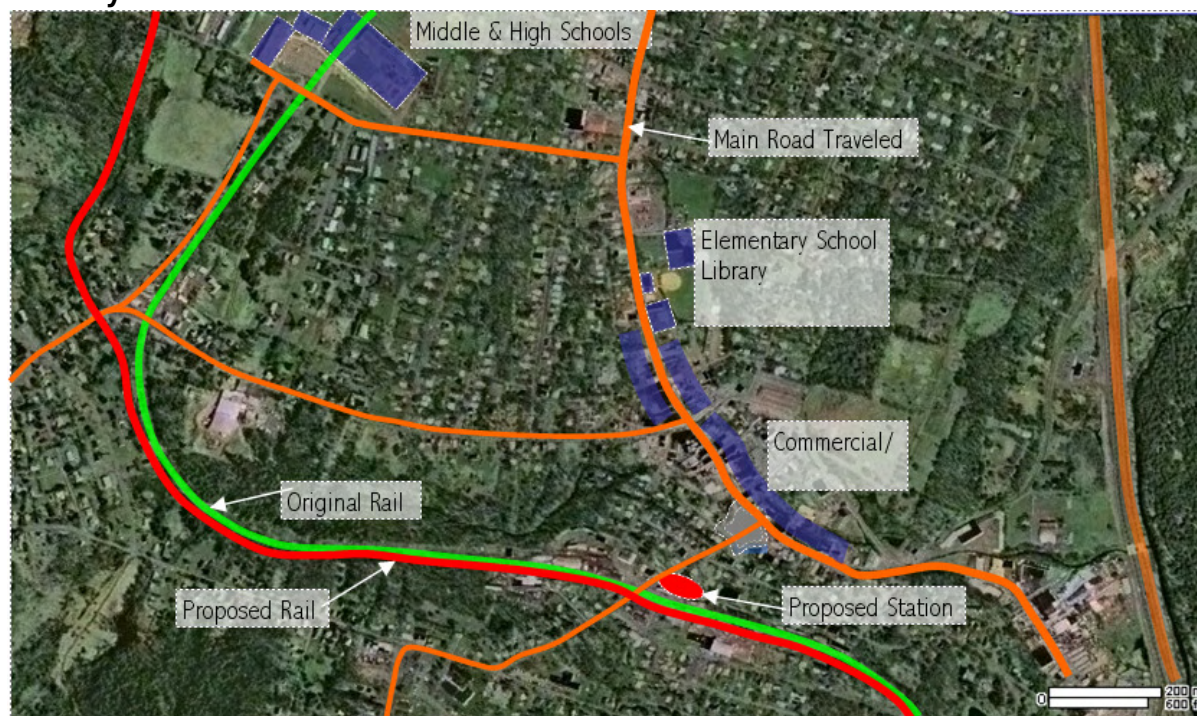 Middle & High Schools
Main Road Traveled
Elementary School
Library
Commercial/
Original Rail
Proposed Rail
Proposed Station
0
200
600